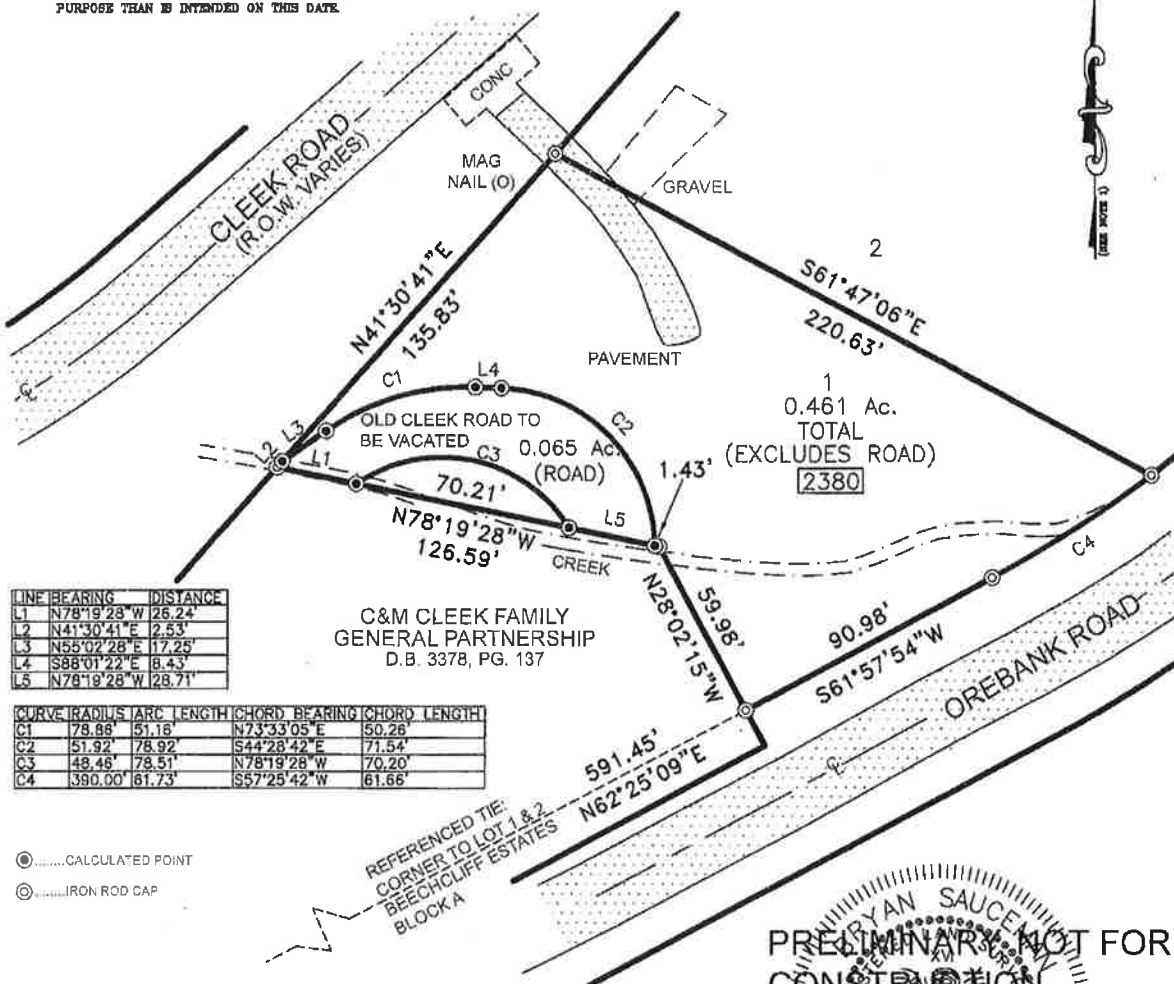 PURPOSE THAN IS INTENDED ON THIS DATE.
CONC
CLEEK ROAD
(R.O.W. VARIES)
MAG
NAIL (O)
GRAVEL
(SEE NOTE 1)
2
N41°30'41"E
135.83'
S61°47'06"E
220.63'
PAVEMENT
C1
L4
C2
1
0.461 Ac.
TOTAL
(EXCLUDES ROAD)
2380
OLD CLEEK ROAD TO
BE VACATED
0.065 Ac.
(ROAD)
C3
L2
L3
L1
70.21'
L5
1.43'
N78°19'28"W
126.59'
CREEK
C4
N28°02'15"W
59.98'
90.98'
S61°57'54"W
OREBANK ROAD
C&M CLEEK FAMILY
GENERAL PARTNERSHIP
D.B. 3378, PG. 137
LINE BEARING DISTANCE
L1 N78°19'28"W 26.24'
L2 N41°30'41"E 2.53'
L3 N55°02'28"E 17.25'
L4 S88°01'22"E 8.43'
L5 N78°19'28"W 28.71'
CURVE RADIUS ARC LENGTH CHORD BEARING CHORD LENGTH
C1 78.86' 51.16' N73°33'05"E 50.26'
C2 51.92' 78.92' S44°28'42"E 71.54'
C3 48.46' 78.51' N78°19'28"W 70.20'
C4 390.00' 61.73' S57°25'42"W 61.66'
591.45'
N62°25'09"E
REFERENCED TIE:
CORNER TO LOT 1 & 2
BEECHCLIFF ESTATES
BLOCK A
........CALCULATED POINT
........IRON ROD CAP
RYAN SAUCEMAN
PRELIMINARY NOT FOR
CONSTRUCTION